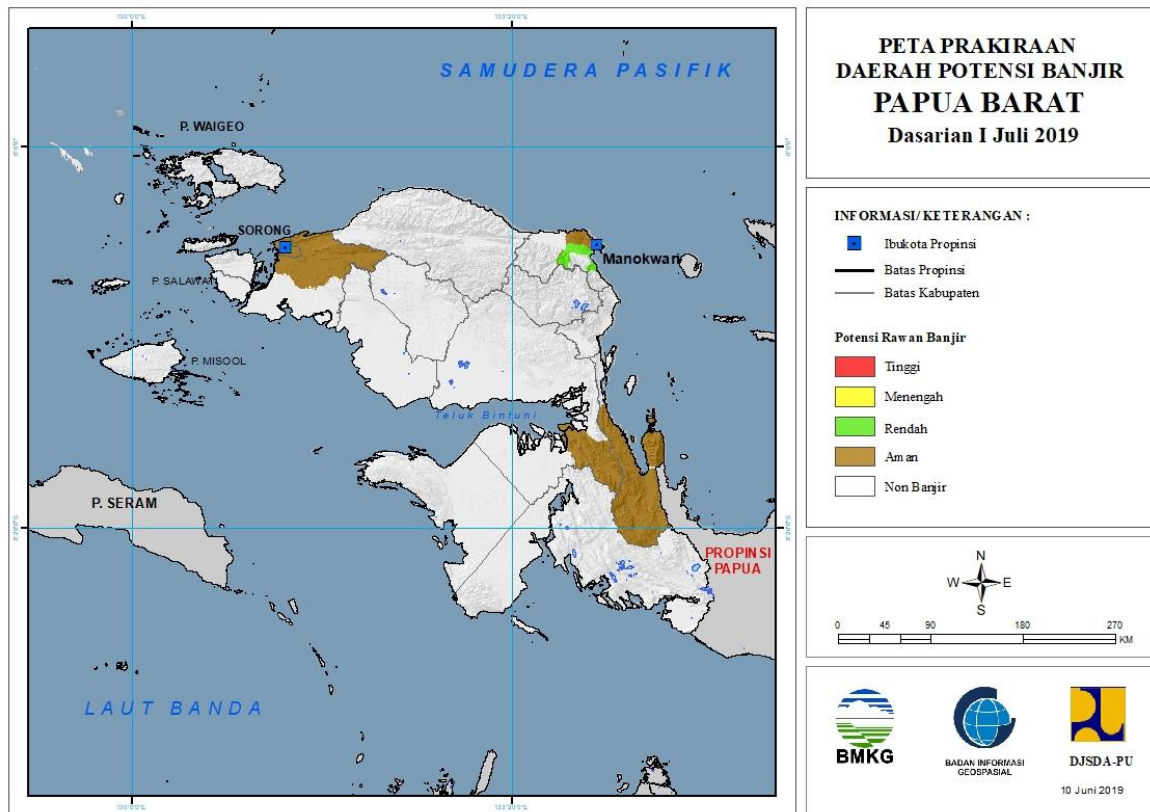 PETA PRAKIRAAN
DAERAH POTENSI BANJIR
PAPUA BARAT
Dasarian I Juli 2019
SAMUDERA PASIFIK
P. WAIGEO
SORONG
Manokwari
P. SALAWATI
P. MISOOL
Teluk Bintuni
P. SERAM
PROPINSI
PAPUA
LAUT BANDA
INFORMASI/ KETERANGAN :
Ibukota Propinsi
Batas Propinsi
Batas Kabupaten
Potensi Rawan Banjir
Tinggi
Menengah
Rendah
Aman
Non Banjir
N
W E
S
0 45 90 180 270
KM
BMKG
BADAN INFORMASI
GEOSPASIAL
DJSDA-PU
10 Juni 2019